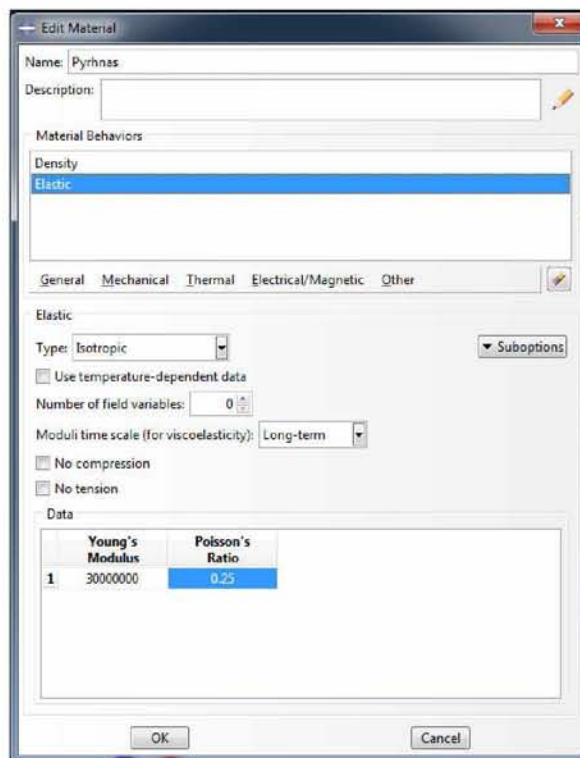 Edit Material
X
Name: Pyrhnas
Description:
Material Behaviors
Density
Elastic
General Mechanical Thermal Electrical/Magnetic Other
Elastic
Type: Isotropic
▼ Suboptions
Use temperature-dependent data
Number of field variables: 0
Moduli time scale (for viscoelasticity): Long-term
No compression
No tension
Data
Young's Poisson's
Modulus Ratio
1 30000000 0.25
OK Cancel